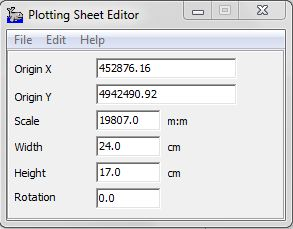 Plotting Sheet Editor
File Edit Help
Origin X 452876.16
Origin Y 4942490.92
Scale 19807.0 m:m
Width 24.0 cm
Height 17.0 cm
Rotation 0.0